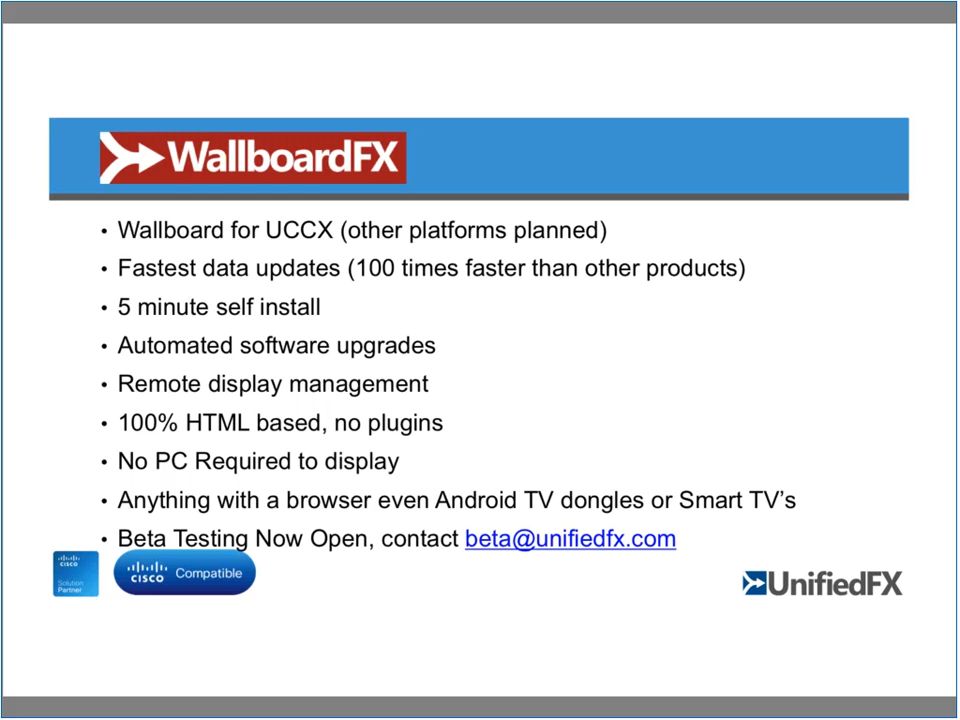 WallboardFX
• Wallboard for UCCX (other platforms planned)
• Fastest data updates (100 times faster than other products)
• 5 minute self install
• Automated software upgrades
• Remote display management
• 100% HTML based, no plugins
• No PC Required to display
• Anything with a browser even Android TV dongles or Smart TV’s
• Beta Testing Now Open, contact beta@unifiedfx.com
CISCO
Solution
Partner
CISCO Compatible
UnifiedFX